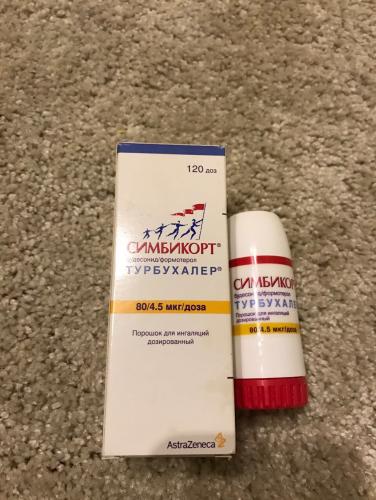 120 доз
СИМБИКОРТ®
будесонид/формотерол
ТУРБУХАЛЕР®
80/4.5 мкг/доза
Порошок для ингаляций
дозированный
AstraZeneca
СИМБИКОРТ
будесонид/формотерол
ТУРБУХАЛЕР
80/4.5 мкг/доза
Порошок для ингаляций
дозированный